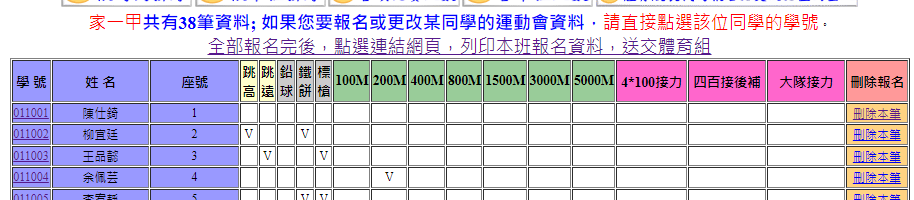 家一甲共有38筆資料; 如果您要報名或更改某同學的運動會資料，請直接點選該位同學的學號。
全部報名完後，點選連結網頁，列印本班報名資料，送交體育組
學 號 姓 名 座號 跳高 跳遠 鉛球 鐵餅 標槍 100M 200M 400M 800M 1500M 3000M 5000M 4*100接力 四百接後補 大隊接力 刪除報名
011001 陳仕錡 1 刪除本筆
011002 柳宜廷 2 V V 刪除本筆
011003 王品懿 3 V V 刪除本筆
011004 余佩芸 4 V 刪除本筆
011005 5 V V 刪除本筆